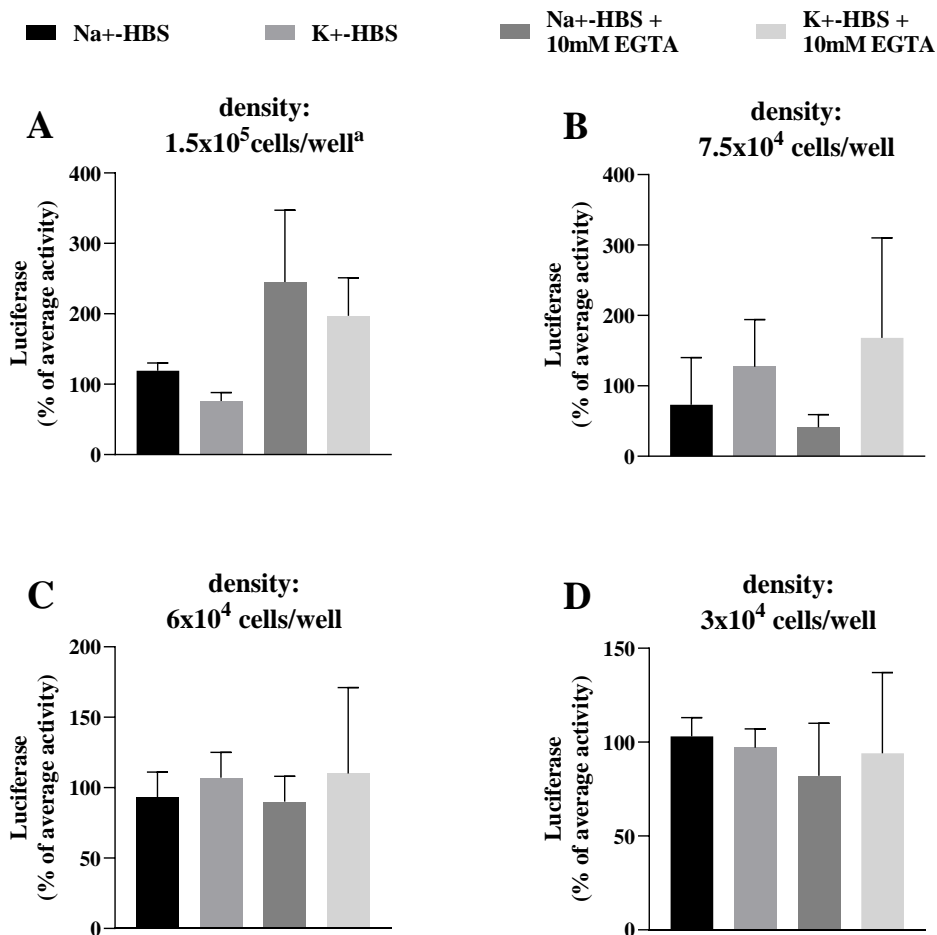 Na+-HBS
K+-HBS
Na+-HBS +
10mM EGTA
K+-HBS +
10mM EGTA
A
density:
1.5x10⁵cells/wellᵃ
Luciferase
(% of average activity)
400
300
200
100
0
B
density:
7.5x10⁴ cells/well
Luciferase
(% of average activity)
400
300
200
100
0
C
density:
6x10⁴ cells/well
Luciferase
(% of average activity)
200
150
100
50
0
D
density:
3x10⁴ cells/well
Luciferase
(% of average activity)
150
100
50
0